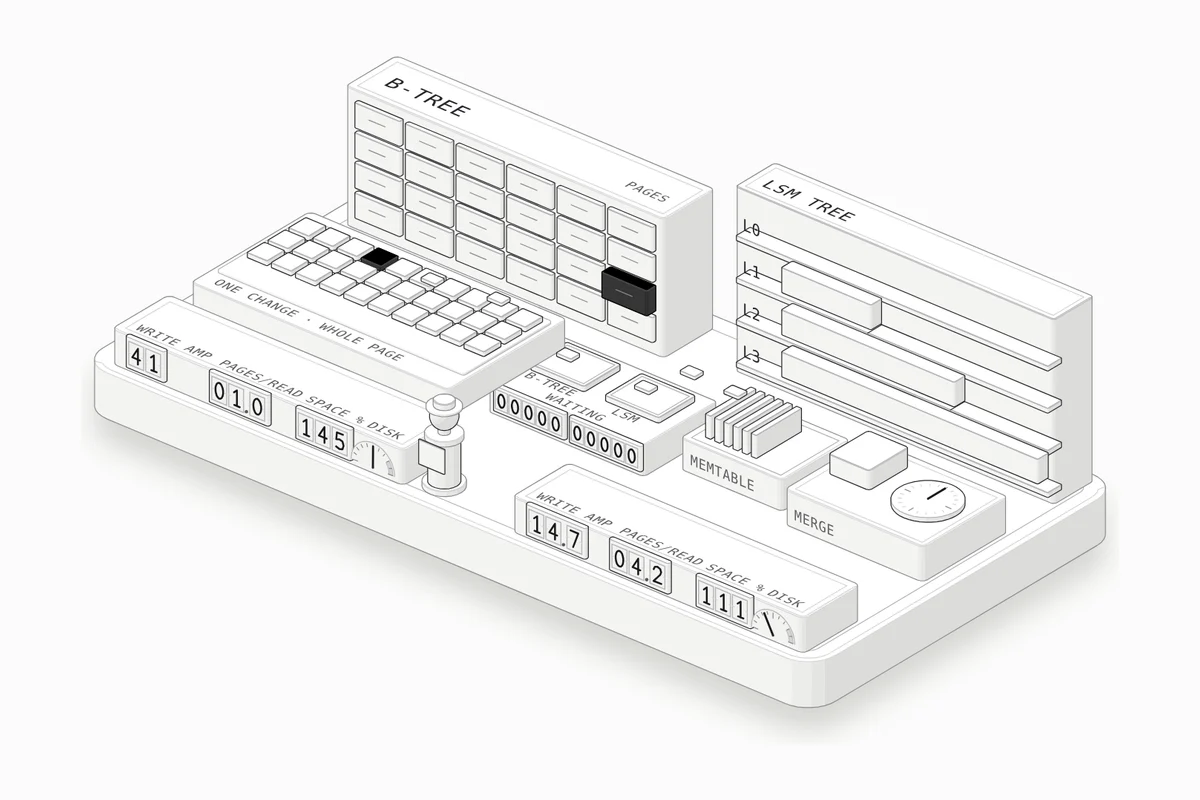 B-TREE
PAGES
LSM TREE
L0
L1
L2
L3
ONE CHANGE · WHOLE PAGE
WRITE AMP PAGES/READ SPACE % DISK
41
01.0
145
B-TREE
WAITING
LSM
00000
00000
MEMTABLE
MERGE
WRITE AMP PAGES/READ SPACE % DISK
14.7
04.2
111